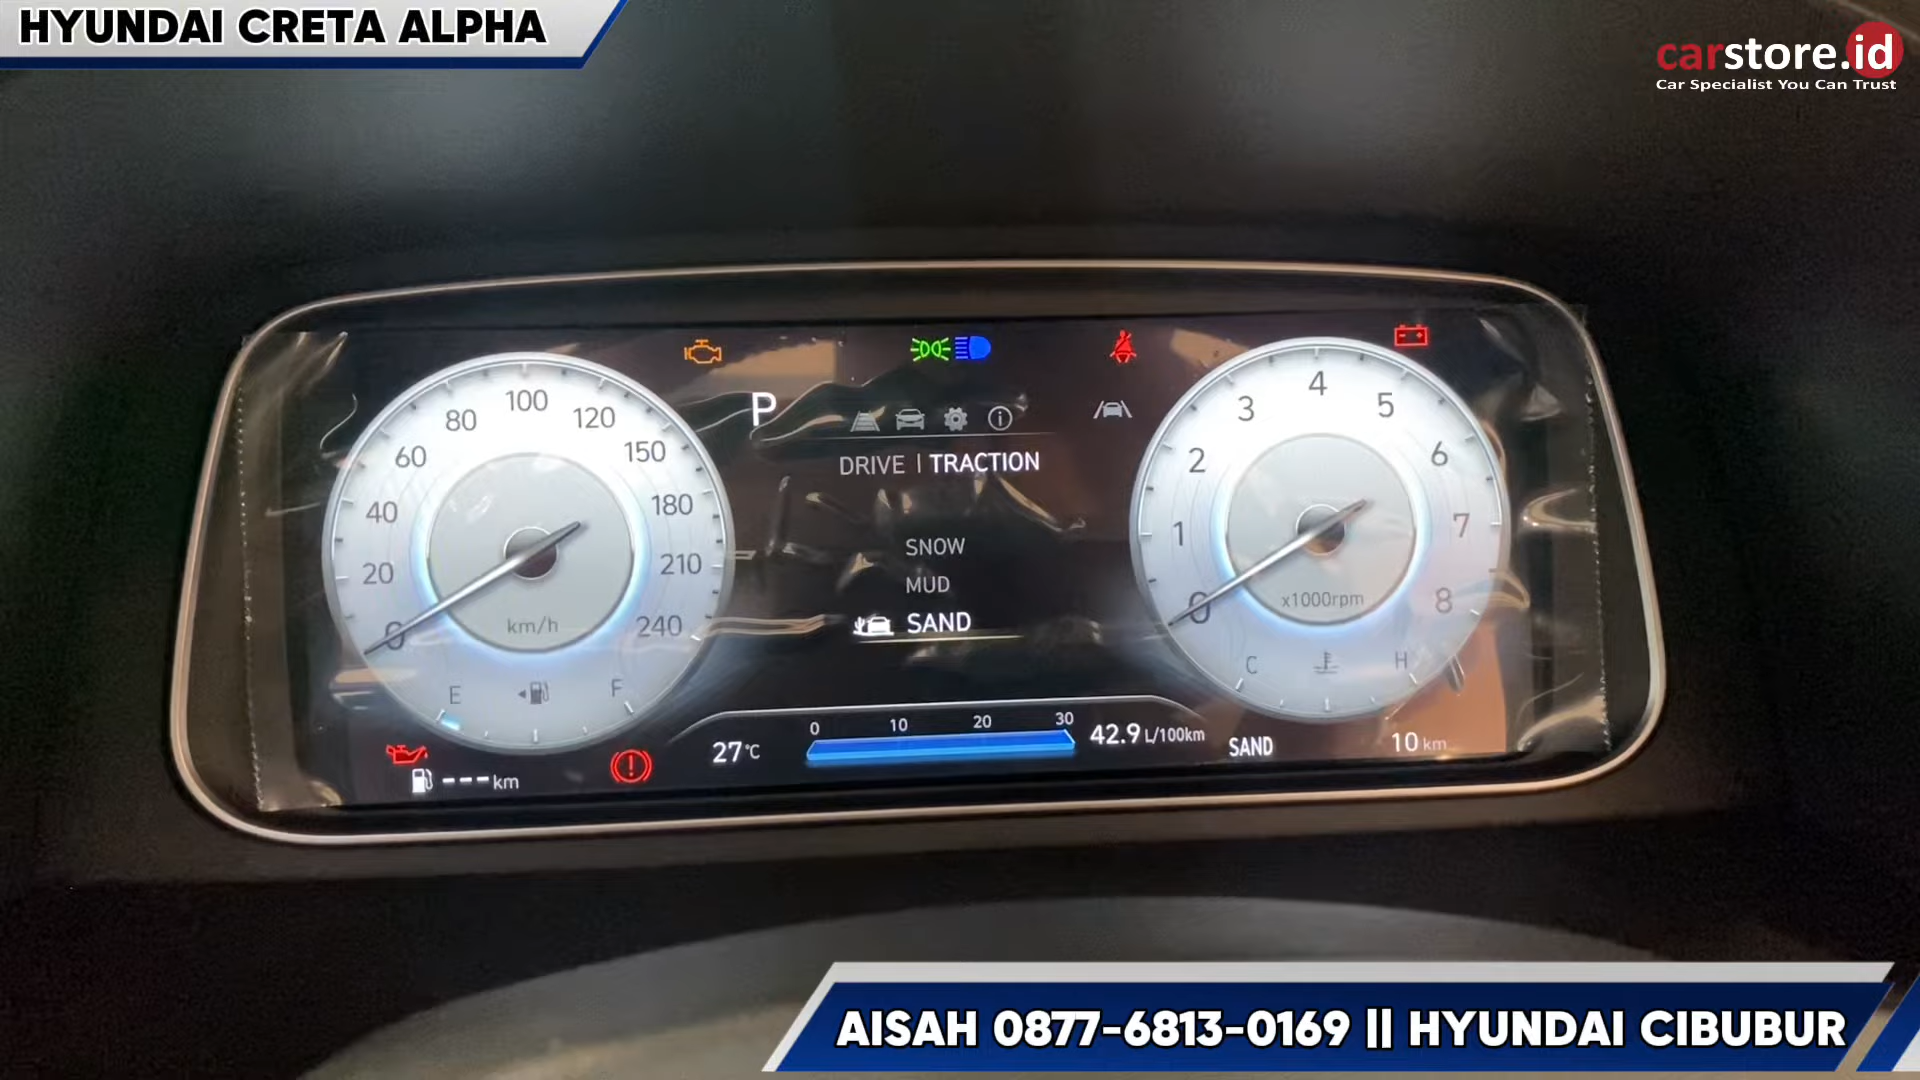 HYUNDAI CRETA ALPHA
carstore.id
Car Specialist You Can Trust
0 20 40 60 80 100 120 150 180 210 240
km/h
E F
P
DRIVE | TRACTION
SNOW
MUD
SAND
0 1 2 3 4 5 6 7 8
x1000rpm
C H
0 10 20 30
27°C
42.9 L/100km
SAND
10 km
---km
AISAH 0877-6813-0169 || HYUNDAI CIBUBUR